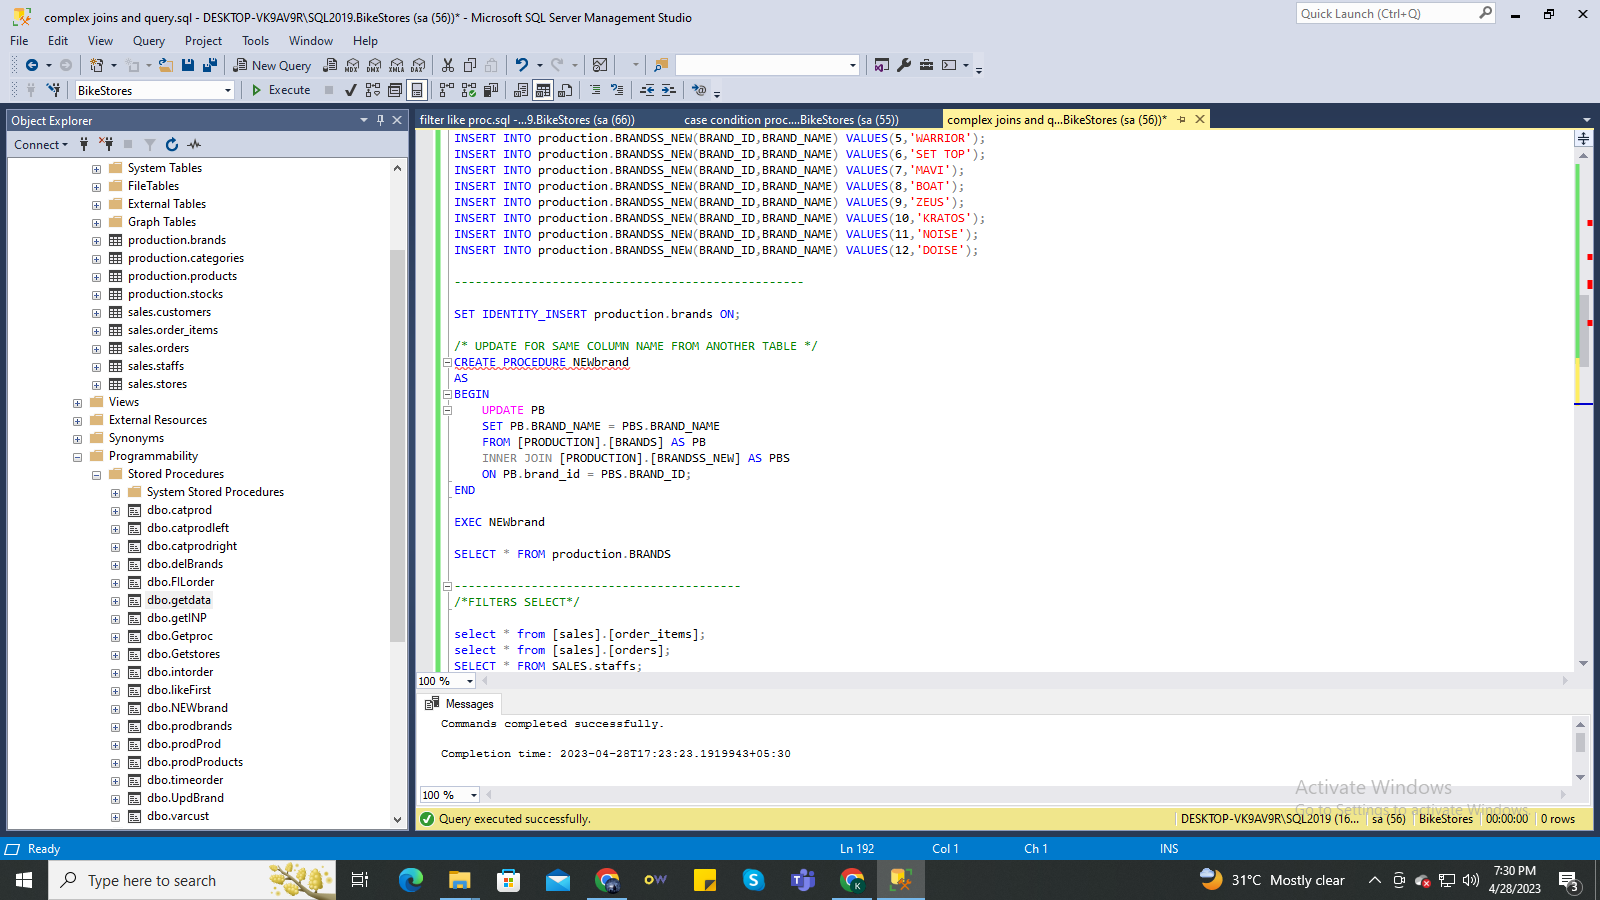 complex joins and query.sql - DESKTOP-VK9AV9R\SQL2019.BikeStores (sa (56))* - Microsoft SQL Server Management Studio
Quick Launch (Ctrl+Q)
File Edit View Query Project Tools Window Help
New Query
MDX DMX XMLA DAX
BikeStores
Execute
Object Explorer
filter like proc.sql -...9.BikeStores (sa (66))
case condition proc....BikeStores (sa (55))
complex joins and q...BikeStores (sa (56))*
Connect
System Tables
FileTables
External Tables
Graph Tables
production.brands
production.categories
production.products
production.stocks
sales.customers
sales.order_items
sales.orders
sales.staffs
sales.stores
Views
External Resources
Synonyms
Programmability
Stored Procedures
System Stored Procedures
dbo.catprod
dbo.catprodleft
dbo.catprodright
dbo.delBrands
dbo.FILorder
dbo.getdata
dbo.getINP
dbo.Getproc
dbo.Getstores
dbo.intorder
dbo.likeFirst
dbo.NEWbrand
dbo.prodbrands
dbo.prodProd
dbo.prodProducts
dbo.timeorder
dbo.UpdBrand
dbo.varcust
INSERT INTO production.BRANDSS_NEW(BRAND_ID,BRAND_NAME) VALUES(5,'WARRIOR');
INSERT INTO production.BRANDSS_NEW(BRAND_ID,BRAND_NAME) VALUES(6,'SET TOP');
INSERT INTO production.BRANDSS_NEW(BRAND_ID,BRAND_NAME) VALUES(7,'MAVI');
INSERT INTO production.BRANDSS_NEW(BRAND_ID,BRAND_NAME) VALUES(8,'BOAT');
INSERT INTO production.BRANDSS_NEW(BRAND_ID,BRAND_NAME) VALUES(9,'ZEUS');
INSERT INTO production.BRANDSS_NEW(BRAND_ID,BRAND_NAME) VALUES(10,'KRATOS');
INSERT INTO production.BRANDSS_NEW(BRAND_ID,BRAND_NAME) VALUES(11,'NOISE');
INSERT INTO production.BRANDSS_NEW(BRAND_ID,BRAND_NAME) VALUES(12,'DOISE');
--------------------------------------------------
SET IDENTITY_INSERT production.brands ON;
/* UPDATE FOR SAME COLUMN NAME FROM ANOTHER TABLE */
CREATE PROCEDURE NEWbrand
AS
BEGIN
UPDATE PB
SET PB.BRAND_NAME = PBS.BRAND_NAME
FROM [PRODUCTION].[BRANDS] AS PB
INNER JOIN [PRODUCTION].[BRANDSS_NEW] AS PBS
ON PB.brand_id = PBS.BRAND_ID;
END
EXEC NEWbrand
SELECT * FROM production.BRANDS
-----------------------------------------
/*FILTERS SELECT*/
select * from [sales].[order_items];
select * from [sales].[orders];
SELECT * FROM SALES.staffs;
100 %
Messages
Commands completed successfully.
Completion time: 2023-04-28T17:23:23.1919943+05:30
100 %
Activate Windows
Go to Settings to activate Windows.
Query executed successfully.
DESKTOP-VK9AV9R\SQL2019 (16... sa (56) BikeStores 00:00:00 0 rows
Ready
Ln 192 Col 1 Ch 1 INS
Type here to search
31°C Mostly clear
7:30 PM
4/28/2023
3